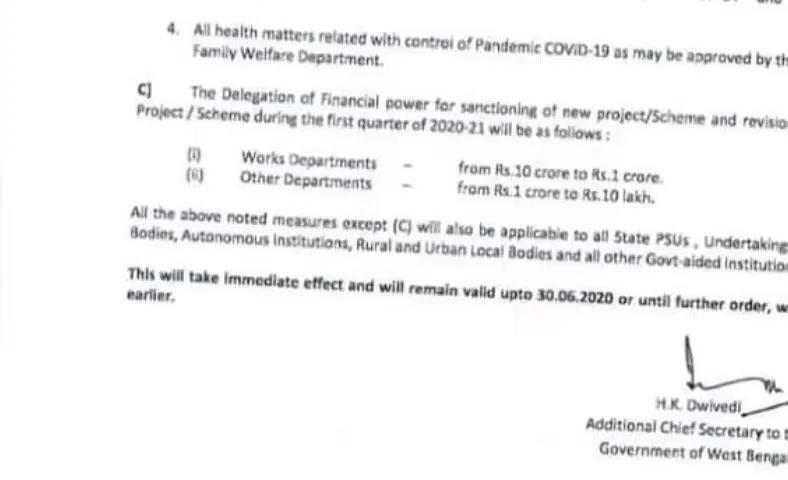 and
4. All health matters related with control of Pandemic COVID-19 as may be approved by th
Family Welfare Department.
C) The Delegation of Financial power for sanctioning of new project/Scheme and revisio
Project / Scheme during the first quarter of 2020-21 will be as follows :
(i) Works Departments – from Rs.10 crore to Rs.1 crore.
(ii) Other Departments – from Rs.1 crore to Rs.10 lakh.
All the above noted measures except (C) will also be applicable to all State PSUs , Undertaking
Bodies, Autonomous Institutions, Rural and Urban Local Bodies and all other Govt-aided Institutio
This will take immediate effect and will remain valid upto 30.06.2020 or until further order, w
earlier.
H.K. Dwivedi
Additional Chief Secretary to t
Government of West Benga